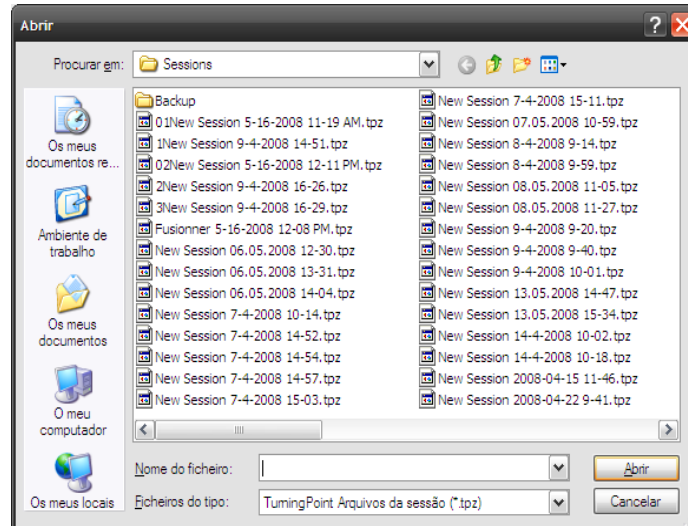 Abrir
Procurar em:
Sessions
Os meus
documentos re...
Ambiente de
trabalho
Os meus
documentos
O meu
computador
Os meus locais
Backup
01New Session 5-16-2008 11-19 AM.tpz
1New Session 9-4-2008 14-51.tpz
02New Session 5-16-2008 12-11 PM.tpz
2New Session 9-4-2008 16-26.tpz
3New Session 9-4-2008 16-29.tpz
Fusionner 5-16-2008 12-08 PM.tpz
New Session 06.05.2008 12-30.tpz
New Session 06.05.2008 13-31.tpz
New Session 06.05.2008 14-04.tpz
New Session 7-4-2008 10-14.tpz
New Session 7-4-2008 14-52.tpz
New Session 7-4-2008 14-54.tpz
New Session 7-4-2008 14-57.tpz
New Session 7-4-2008 15-03.tpz
New Session 7-4-2008 15-11.tpz
New Session 07.05.2008 10-59.tpz
New Session 8-4-2008 9-14.tpz
New Session 8-4-2008 9-59.tpz
New Session 08.05.2008 11-05.tpz
New Session 08.05.2008 11-27.tpz
New Session 9-4-2008 9-20.tpz
New Session 9-4-2008 9-40.tpz
New Session 9-4-2008 10-01.tpz
New Session 13.05.2008 14-47.tpz
New Session 13.05.2008 15-34.tpz
New Session 14-4-2008 10-02.tpz
New Session 14-4-2008 10-18.tpz
New Session 2008-04-15 11-46.tpz
New Session 2008-04-22 9-41.tpz
Nome do ficheiro:
Abrir
Ficheiros do tipo:
TurningPoint Arquivos da sessão (*.tpz)
Cancelar